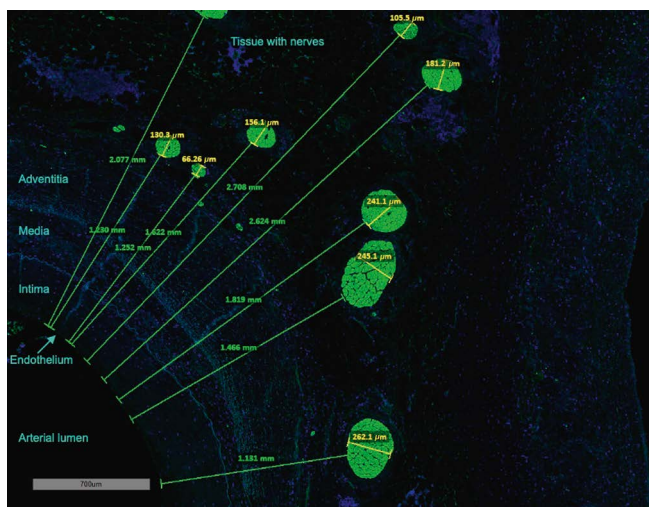 105.5 µm
Tissue with nerves
181.2 µm
156.1 µm
130.3 µm
66.26 µm
2.077 mm
Adventitia
2.708 mm
241.1 µm
2.624 mm
Media
1.230 mm
1.622 mm
1.252 mm
245.1 µm
Intima
1.819 mm
1.466 mm
Endothelium
Arterial lumen
262.1 µm
1.131 mm
700um